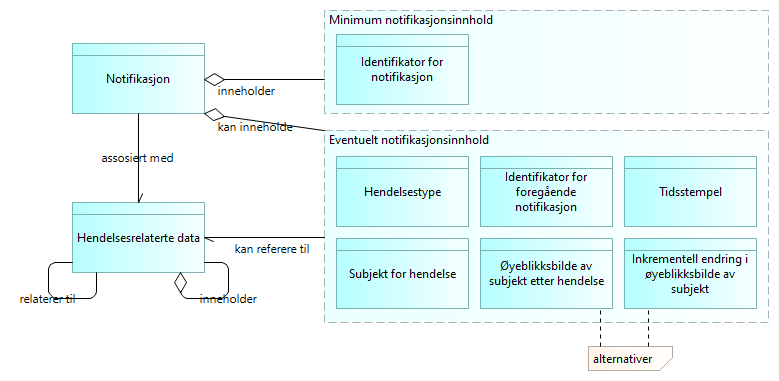 Minimum notifikasjonsinnhold
Identifikator for
notifikasjon
Notifikasjon
inneholder
kan inneholde
Eventuelt notifikasjonsinnhold
assosiert med
Hendelsestype
Identifikator for
foregående
notifikasjon
Tidsstempel
Hendelsesrelaterte data
kan referere til
Subjekt for hendelse
Øyeblikksbilde av
subjekt etter hendelse
Inkrementell endring i
øyeblikksbilde av
subjekt
relaterer til
inneholder
alternativer